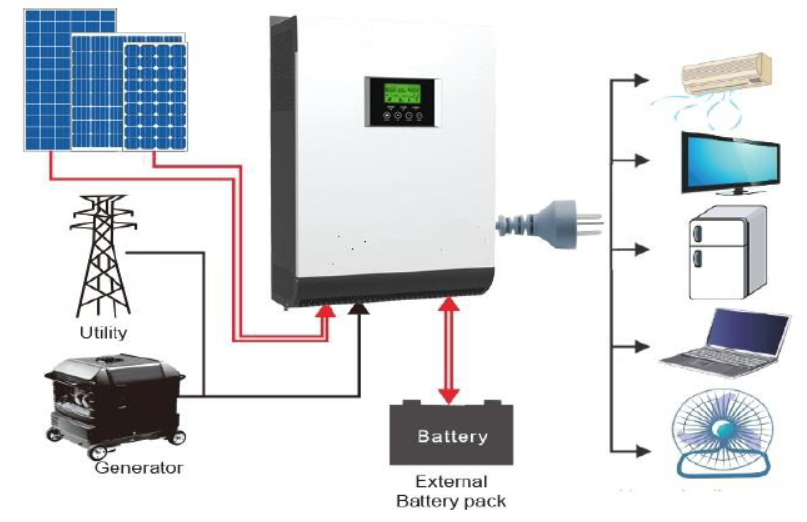 Utility
Generator
Battery
External
Battery pack